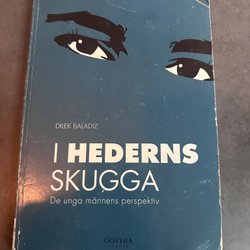 DILEK BALADIZ
I HEDERNS
SKUGGA
De unga männens perspektiv
GOTHIA